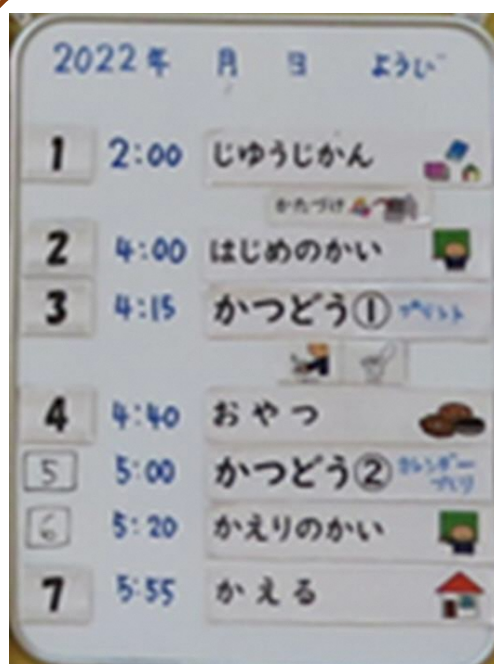 2022年 月 日 ようび
1 2:00 じゆうじかん
かたづけ
2 4:00 はじめのかい
3 4:15 かつどう① プリント
4 4:40 おやつ
5 5:00 かつどう② カレンダーづくり
6 5:20 かえりのかい
7 5:55 かえる